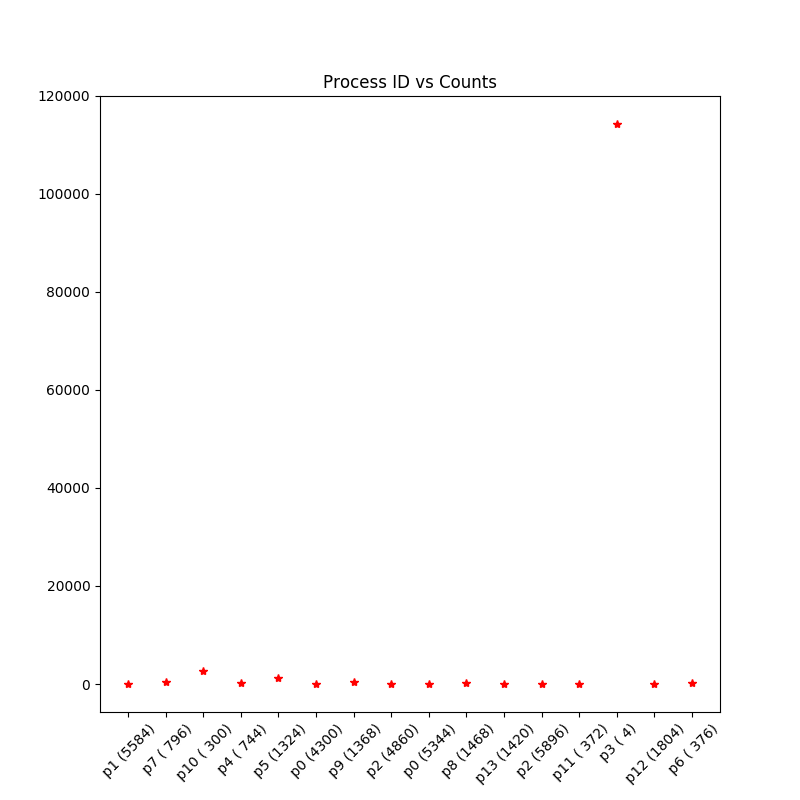 Process ID vs Counts
120000
100000
80000
60000
40000
20000
0
p1 (5584)
p7 ( 796)
p10 ( 300)
p4 ( 744)
p5 (1324)
p0 (4300)
p9 (1368)
p2 (4860)
p0 (5344)
p8 (1468)
p13 (1420)
p2 (5896)
p11 ( 372)
p3 ( 4)
p12 (1804)
p6 ( 376)